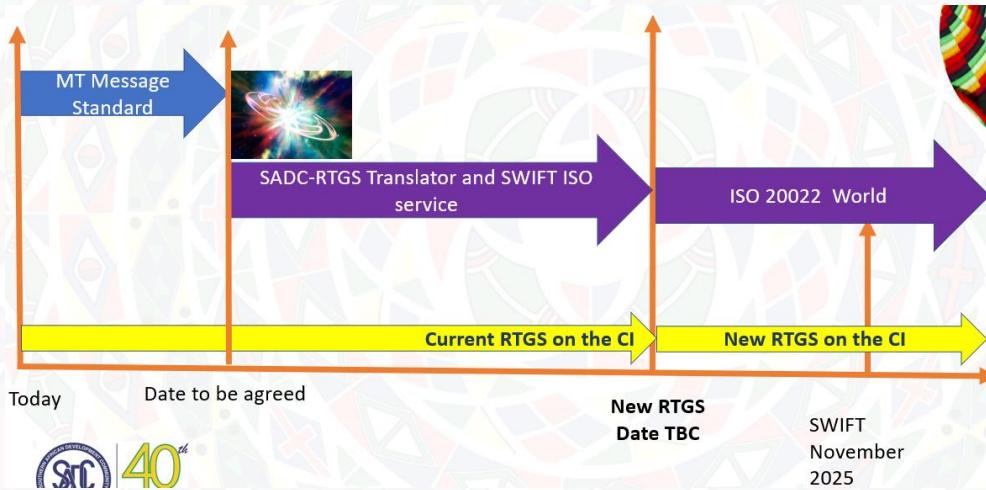 MT Message
Standard
SADC-RTGS Translator and SWIFT ISO
service
ISO 20022 World
Current RTGS on the CI
New RTGS on the CI
Today
Date to be agreed
New RTGS
Date TBC
SWIFT
November
2025
SADC
40th